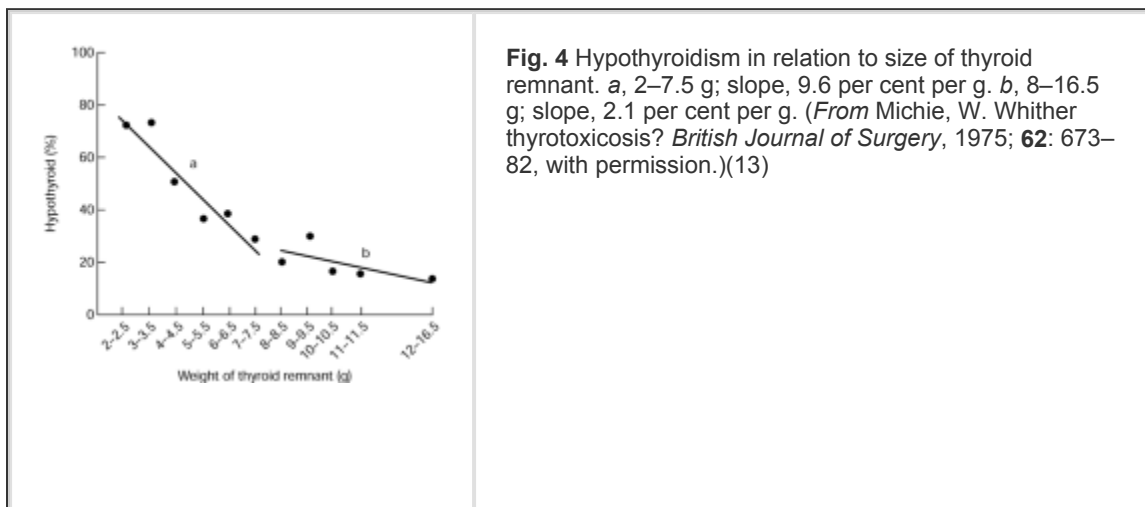 100
80
60
40
20
0
Hypothyroid (%)
a
b
2–2.5
3–3.5
4–4.5
5–5.5
6–6.5
7–7.5
8–8.5
9–9.5
10–10.5
11–11.5
12–16.5
Weight of thyroid remnant (g)
Fig. 4 Hypothyroidism in relation to size of thyroid
remnant. a, 2–7.5 g; slope, 9.6 per cent per g. b, 8–16.5
g; slope, 2.1 per cent per g. (From Michie, W. Whither
thyrotoxicosis? British Journal of Surgery, 1975; 62: 673–
82, with permission.)(13)